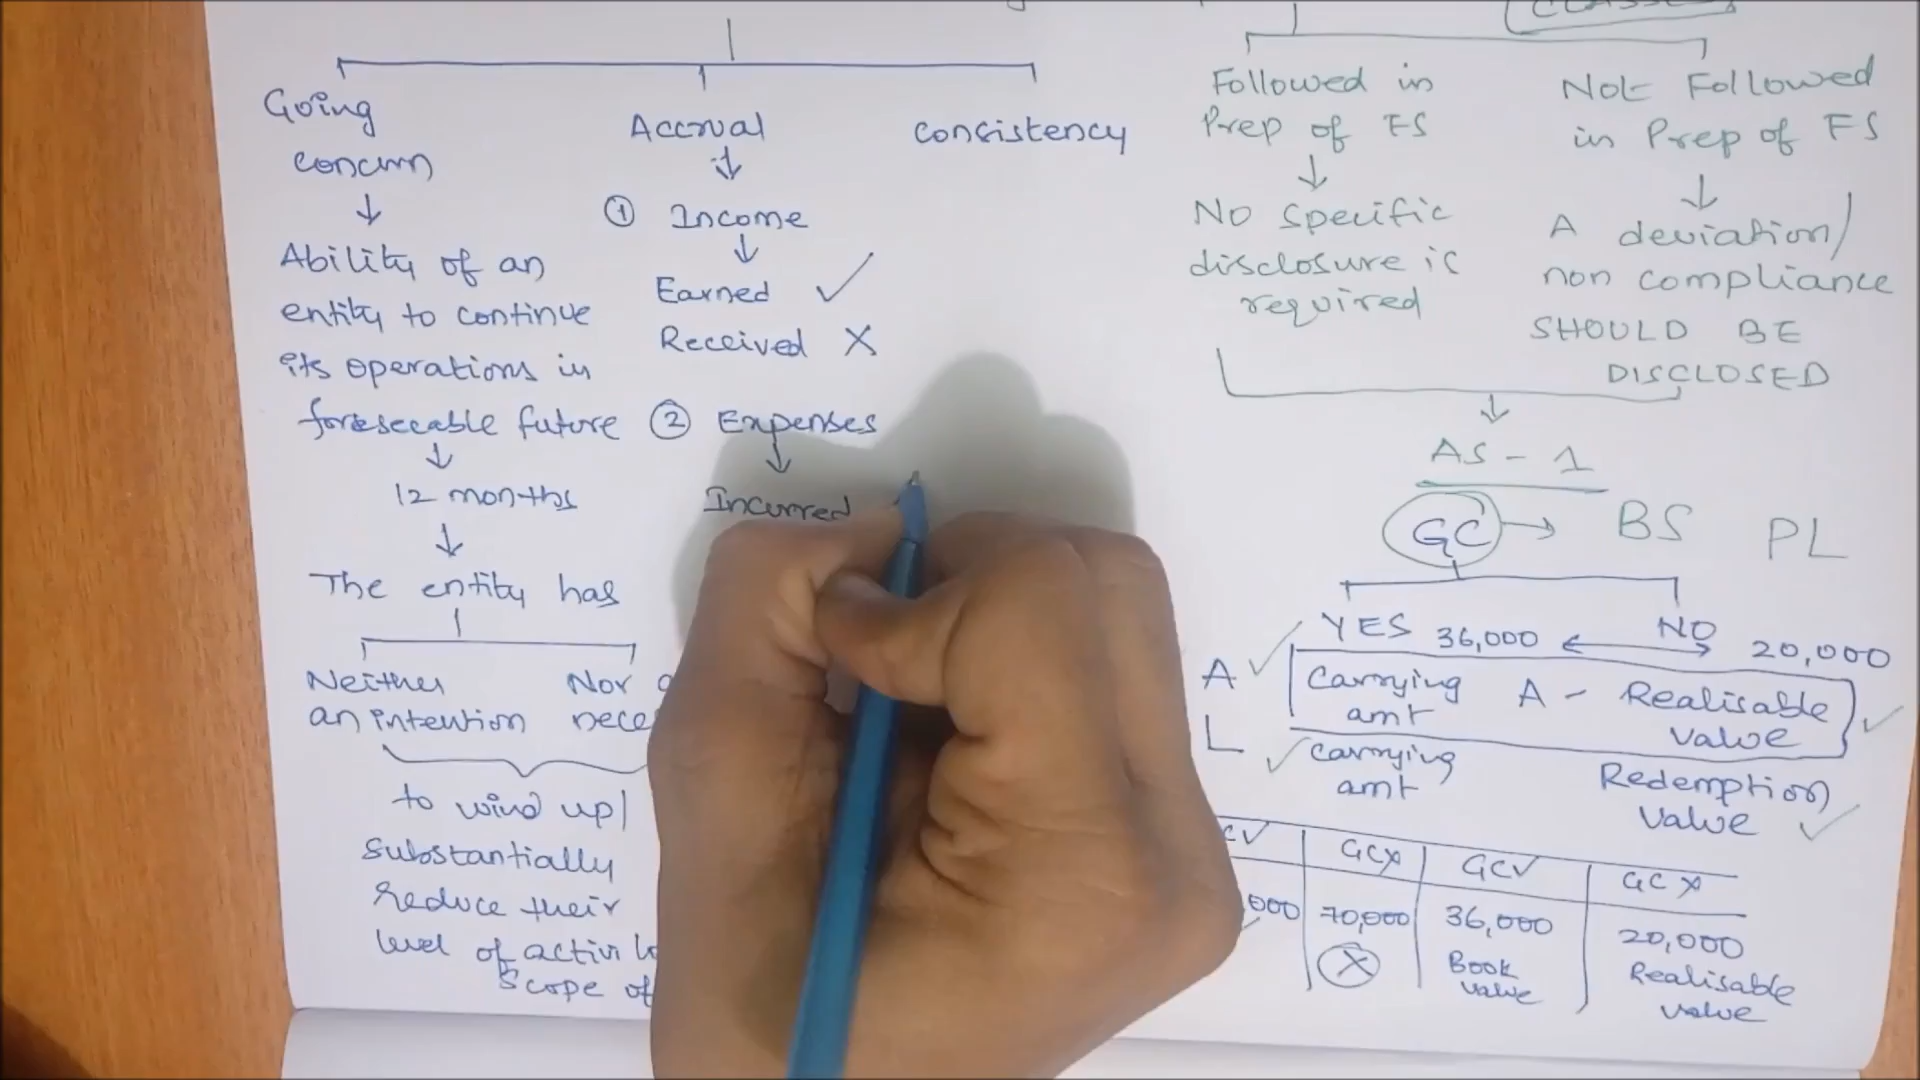 Going
concern
Ability of an
entity to continue
its operations in
foreseeable future
12 months
The entity has
Neither
an intention
Nor
to wind up/
substantially
reduce their
level of
Scope of
Accrual
① Income
Earned ✓
Received X
② Expenses
Incurred
consistency
Followed in
Prep of FS
No specific
disclosure is
required
Not Followed
in Prep of FS
A deviation/
non compliance
SHOULD BE
DISCLOSED
AS - 1
GC → BS PL
YES 36,000 ↔ NO 20,000
A ✓ Carrying amt A - Realisable value ✓
L ✓ carrying amt Redemption value ✓
GCX GC✓ GC X
000 70,000 36,000 20,000
X Book value Realisable value